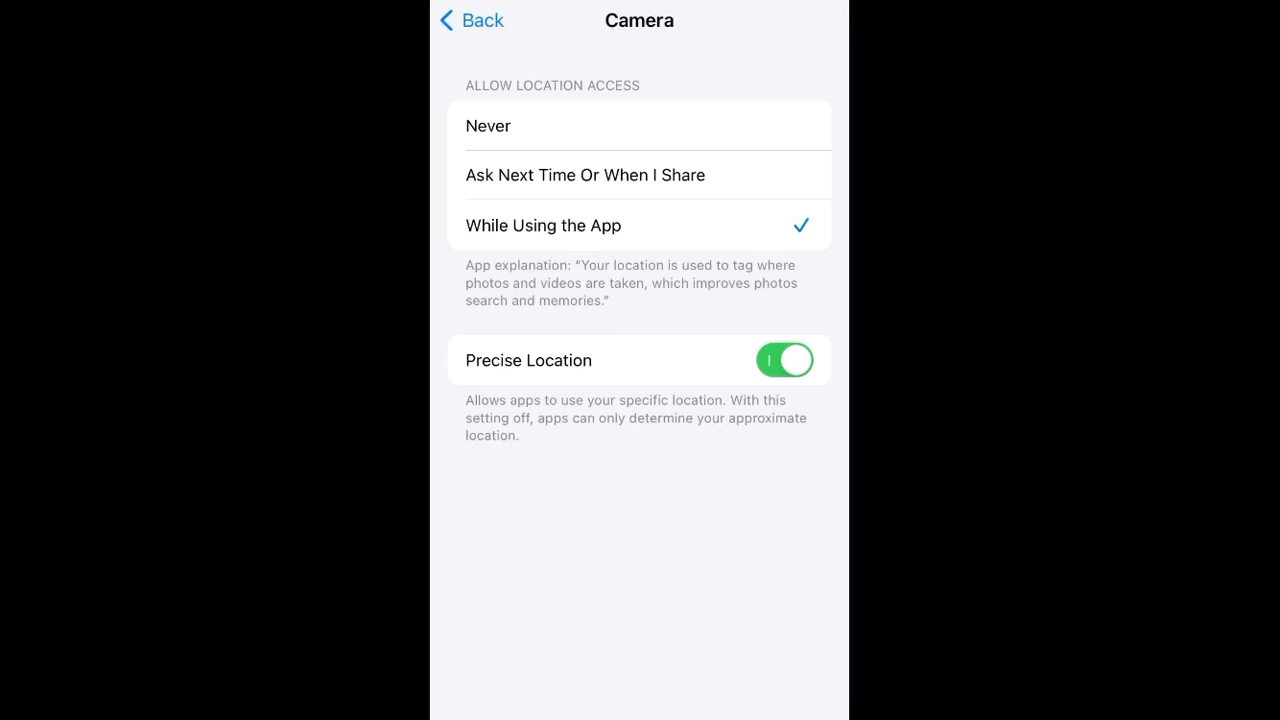 Back
Camera
ALLOW LOCATION ACCESS
Never
Ask Next Time Or When I Share
While Using the App
App explanation: “Your location is used to tag where
photos and videos are taken, which improves photos
search and memories.”
Precise Location
Allows apps to use your specific location. With this
setting off, apps can only determine your approximate
location.